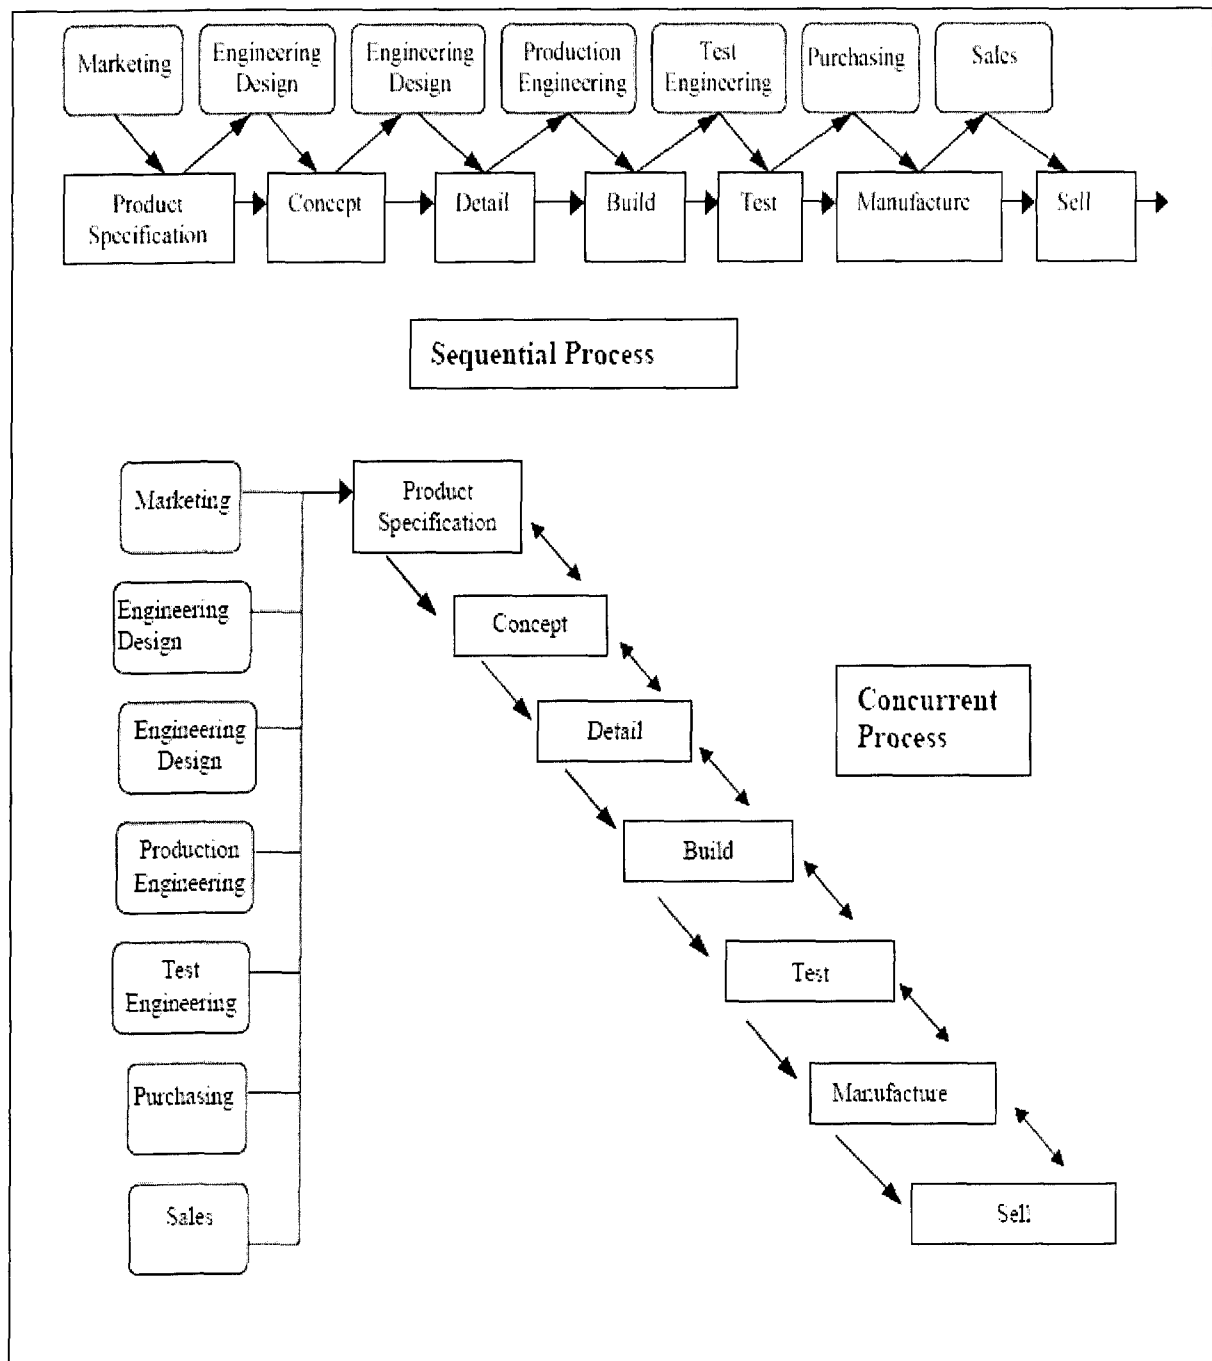 Marketing
Engineering
Design
Engineering
Design
Production
Engineering
Test
Engineering
Purchasing
Sales
Product
Specification
Concept
Detail
Build
Test
Manufacture
Sell
Sequential Process
Marketing
Product
Specification
Engineering
Design
Concept
Engineering
Design
Detail
Concurrent
Process
Production
Engineering
Build
Test
Engineering
Test
Purchasing
Manufacture
Sales
Sell